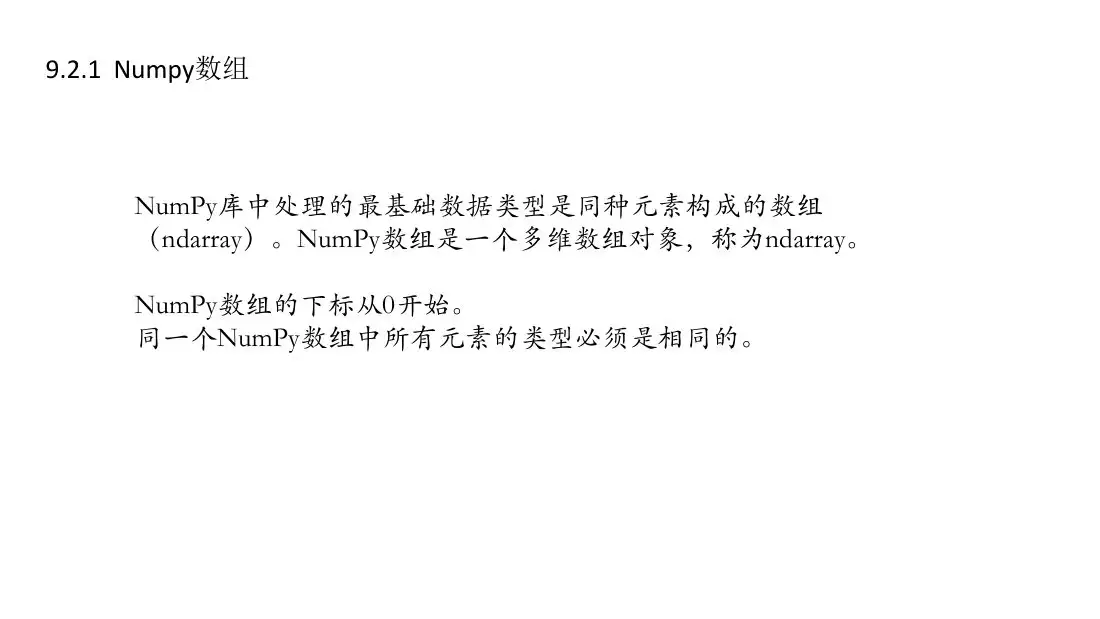 9.2.1 Numpy数组
NumPy库中处理的最基础数据类型是同种元素构成的数组
（ndarray）。NumPy数组是一个多维数组对象，称为ndarray。
NumPy数组的下标从0开始。
同一个NumPy数组中所有元素的类型必须是相同的。